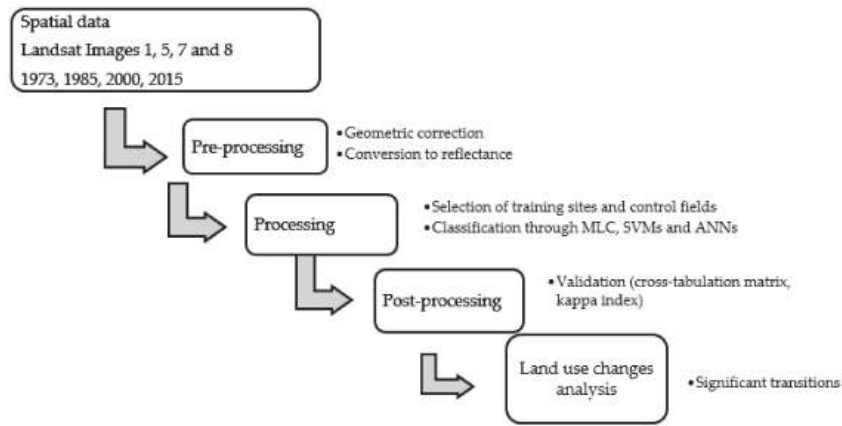 Spatial data
Landsat Images 1, 5, 7 and 8
1973, 1985, 2000, 2015
Pre-processing
•Geometric correction
•Conversion to reflectance
Processing
•Selection of training sites and control fields
•Classification through MLC, SVMs and ANNs
Post-processing
•Validation (cross-tabulation matrix,
kappa index)
Land use changes
analysis
•Significant transitions